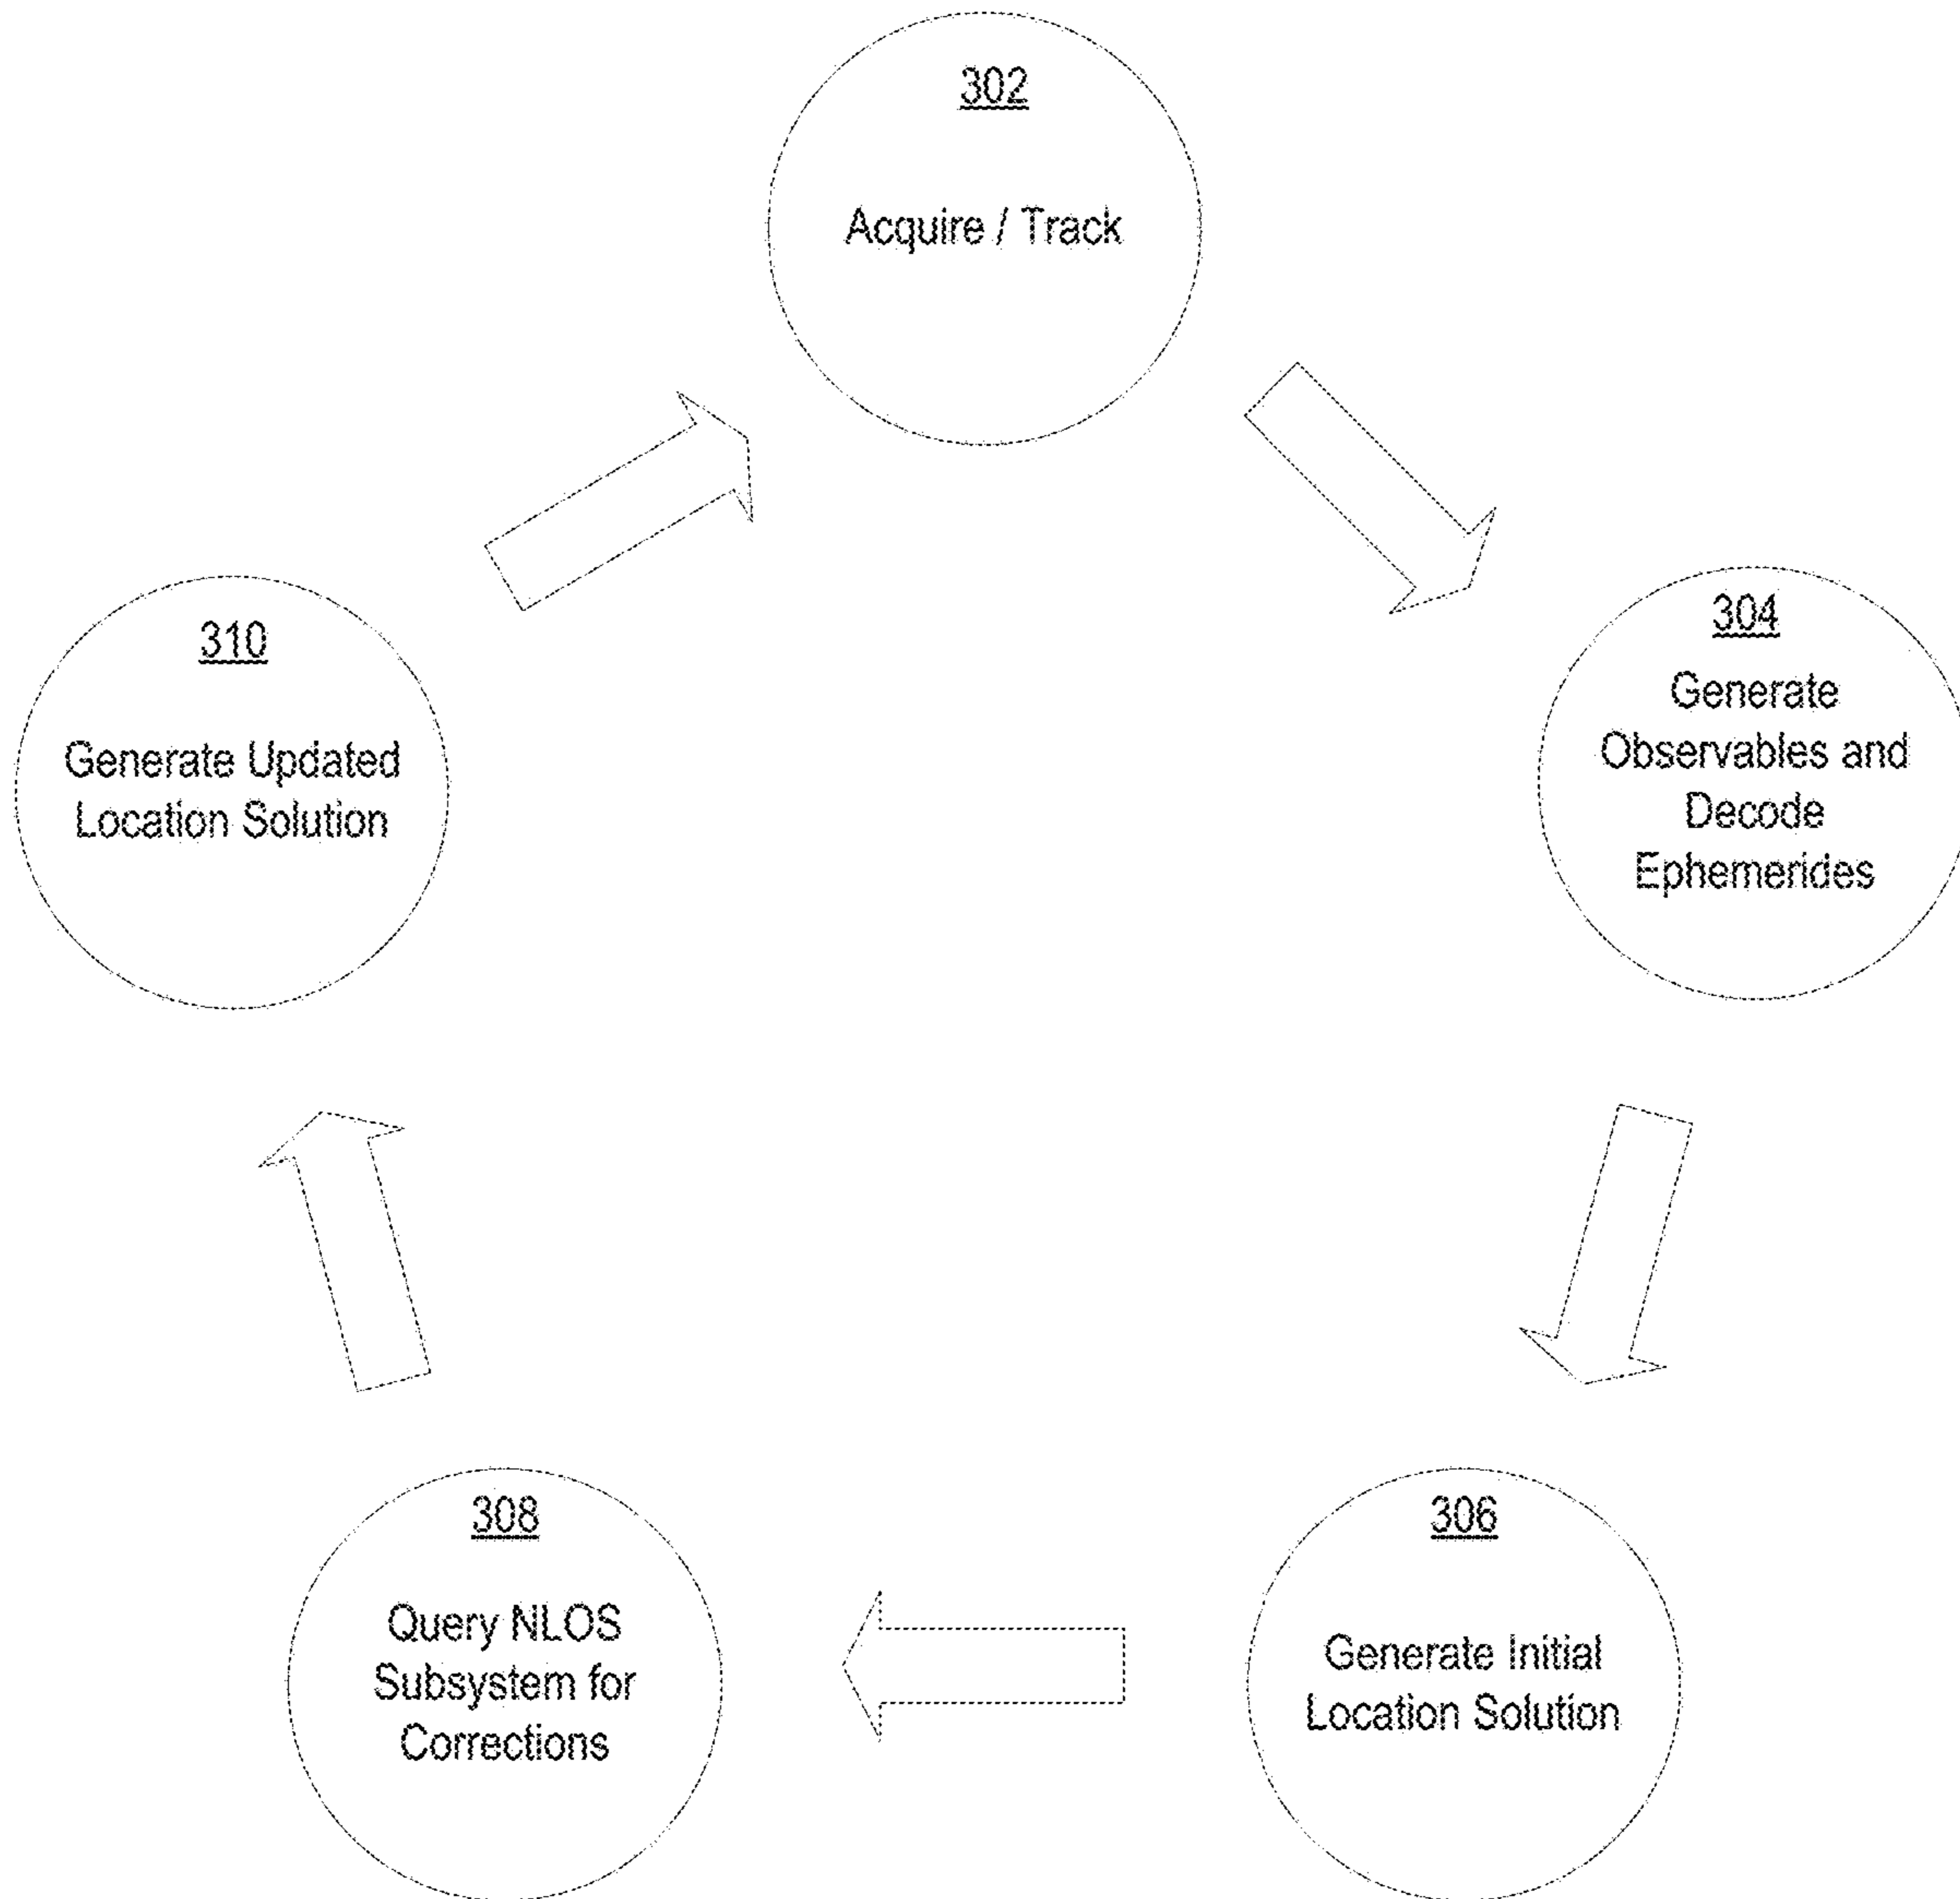 302
Acquire / Track
304
Generate
Observables and
Decode
Ephemerides
306
Generate Initial
Location Solution
308
Query NLOS
Subsystem for
Corrections
310
Generate Updated
Location Solution